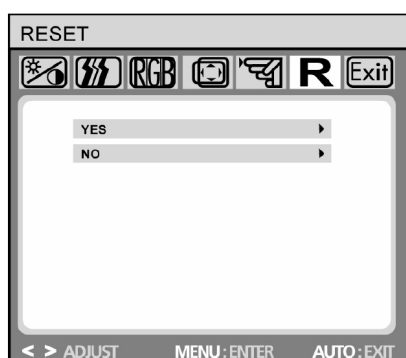 RESET
RGB R Exit
YES
NO
< > ADJUST MENU : ENTER AUTO : EXIT